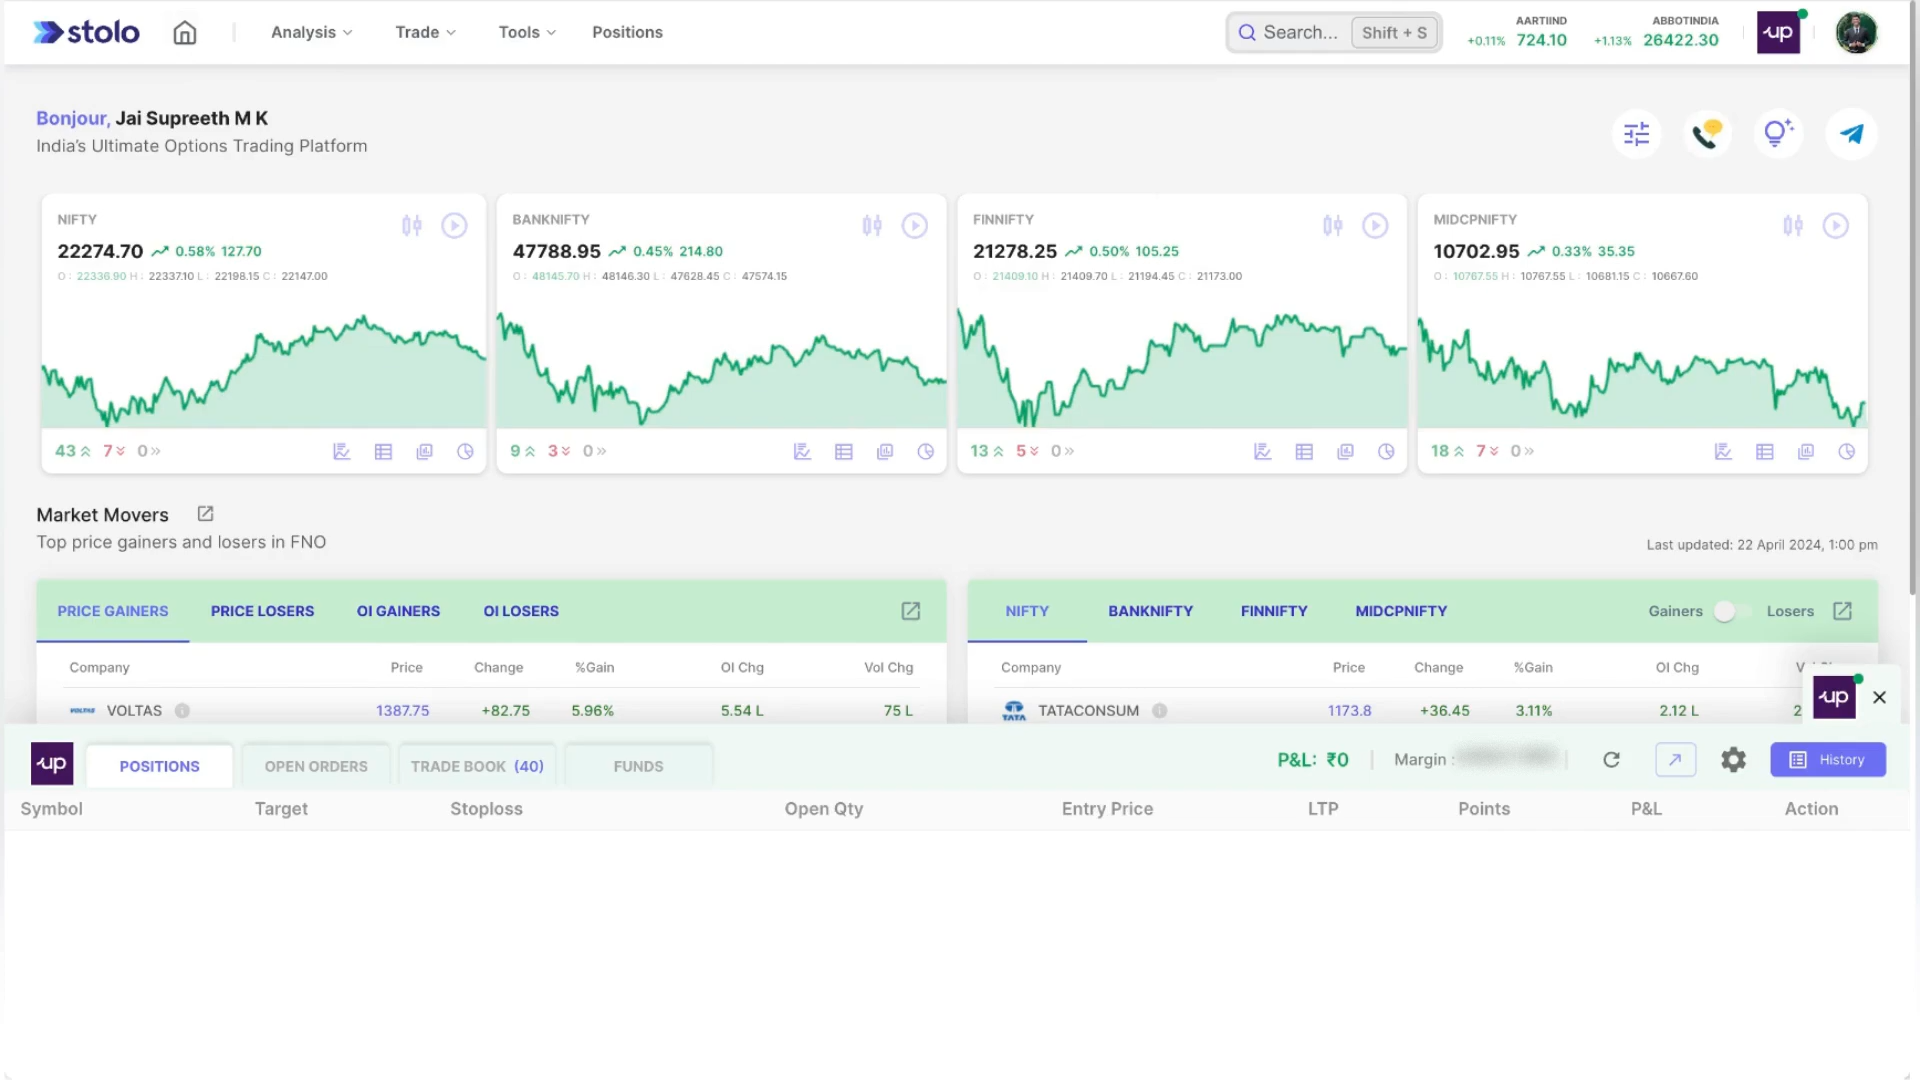 stolo
Analysis
Trade
Tools
Positions
Search...
Shift + S
AARTIIND
+0.11% 724.10
ABBOTINDIA
+1.13% 26422.30
up
Bonjour, Jai Supreeth M K
India's Ultimate Options Trading Platform
NIFTY
22274.70 0.58% 127.70
O : 22336.90 H : 22337.10 L : 22198.15 C : 22147.00
43 7 0
BANKNIFTY
47788.95 0.45% 214.80
O : 48145.70 H : 48146.30 L : 47628.45 C : 47574.15
9 3 0
FINNIFTY
21278.25 0.50% 105.25
O : 21409.10 H : 21409.70 L : 21194.45 C : 21173.00
13 5 0
MIDCPNIFTY
10702.95 0.33% 35.35
O : 10767.55 H : 10767.55 L : 10681.15 C : 10667.60
18 7 0
Market Movers
Top price gainers and losers in FNO
Last updated: 22 April 2024, 1:00 pm
PRICE GAINERS PRICE LOSERS OI GAINERS OI LOSERS
Company Price Change %Gain OI Chg Vol Chg
VOLTAS VOLTAS 1387.75 +82.75 5.96% 5.54 L 75 L
NIFTY BANKNIFTY FINNIFTY MIDCPNIFTY Gainers Losers
Company Price Change %Gain OI Chg
TATA TATACONSUM 1173.8 +36.45 3.11% 2.12 L 2
up
up
POSITIONS
OPEN ORDERS
TRADE BOOK (40)
FUNDS
P&L: ₹0
Margin :
History
Symbol Target Stoploss Open Qty Entry Price LTP Points P&L Action